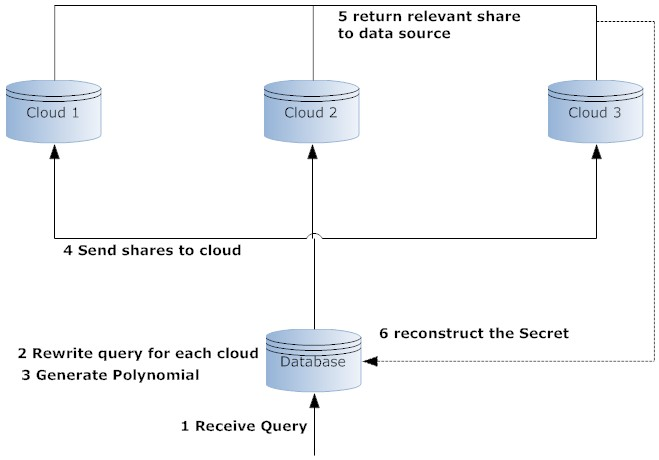 5 return relevant share
to data source
Cloud 1
Cloud 2
Cloud 3
4 Send shares to cloud
6 reconstruct the Secret
2 Rewrite query for each cloud
Database
3 Generate Polynomial
1 Receive Query